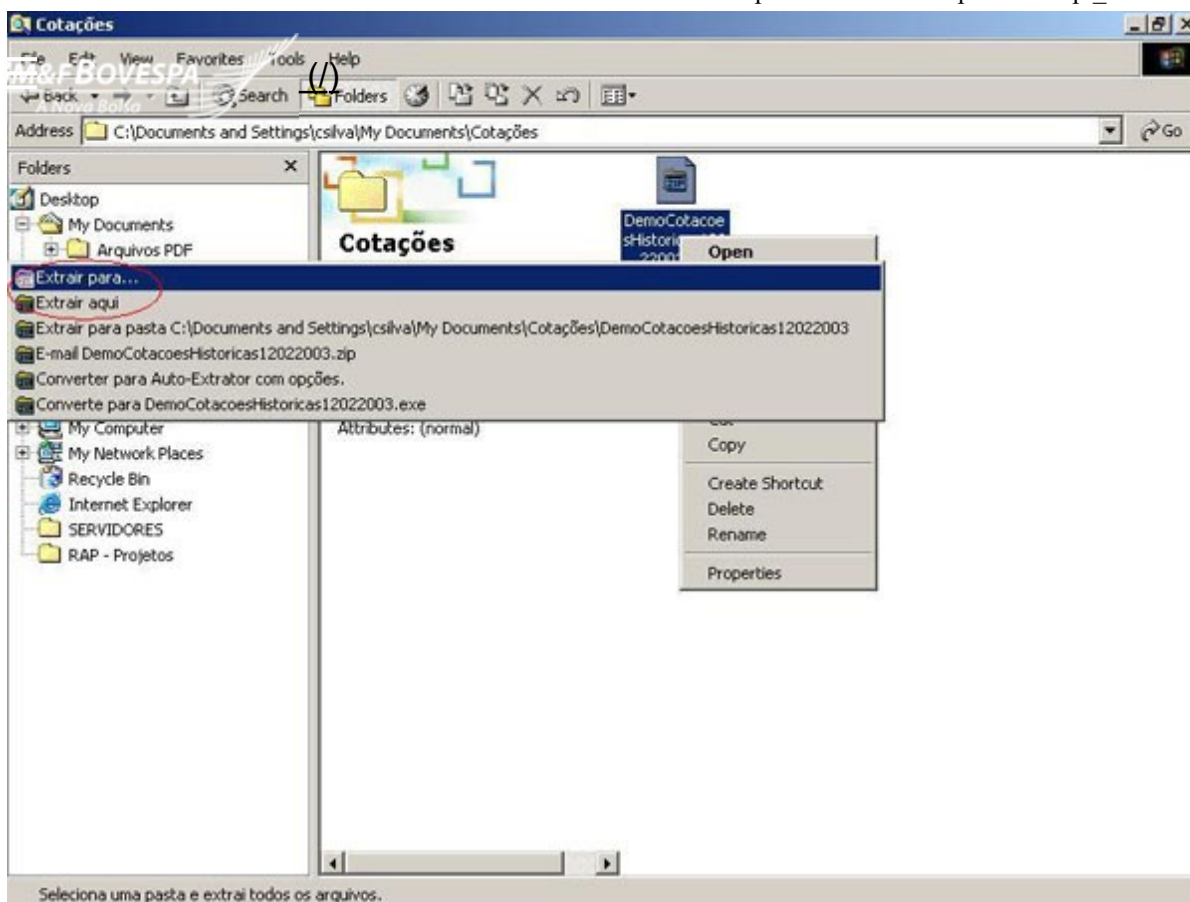 Cotações
File Edit View Favorites Tools Help
M&FBOVESPA
A Nova Bolsa
(/)
Back Search Folders
Address C:\Documents and Settings\csilva\My Documents\Cotações Go
Folders
Desktop
My Documents
Arquivos PDF
ZIP
DemoCotacoe
Cotações
Open
Extrair para...
Extrair aqui
Extrair para pasta C:\Documents and Settings\csilva\My Documents\Cotações\DemoCotacoesHistoricas12022003
E-mail DemoCotacoesHistoricas12022003.zip
Converter para Auto-Extrator com opções.
Converte para DemoCotacoesHistoricas12022003.exe
My Computer
Attributes: (normal)
Copy
My Network Places
Recycle Bin
Create Shortcut
Internet Explorer
Delete
SERVIDORES
Rename
RAP - Projetos
Properties
Seleciona uma pasta e extrai todos os arquivos.